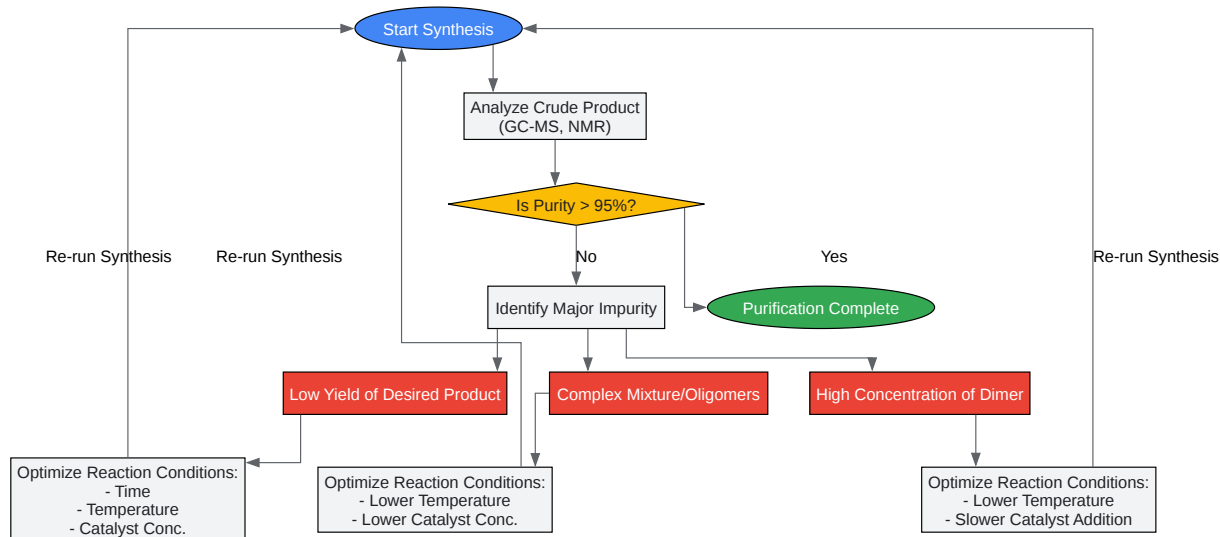 Start Synthesis
Analyze Crude Product
(GC-MS, NMR)
Is Purity > 95%?
Re-run Synthesis
Re-run Synthesis
No
Yes
Re-run Synthesis
Identify Major Impurity
Purification Complete
Low Yield of Desired Product
Complex Mixture/Oligomers
High Concentration of Dimer
Optimize Reaction Conditions:
- Time
- Temperature
- Catalyst Conc.
Optimize Reaction Conditions:
- Lower Temperature
- Lower Catalyst Conc.
Optimize Reaction Conditions:
- Lower Temperature
- Slower Catalyst Addition